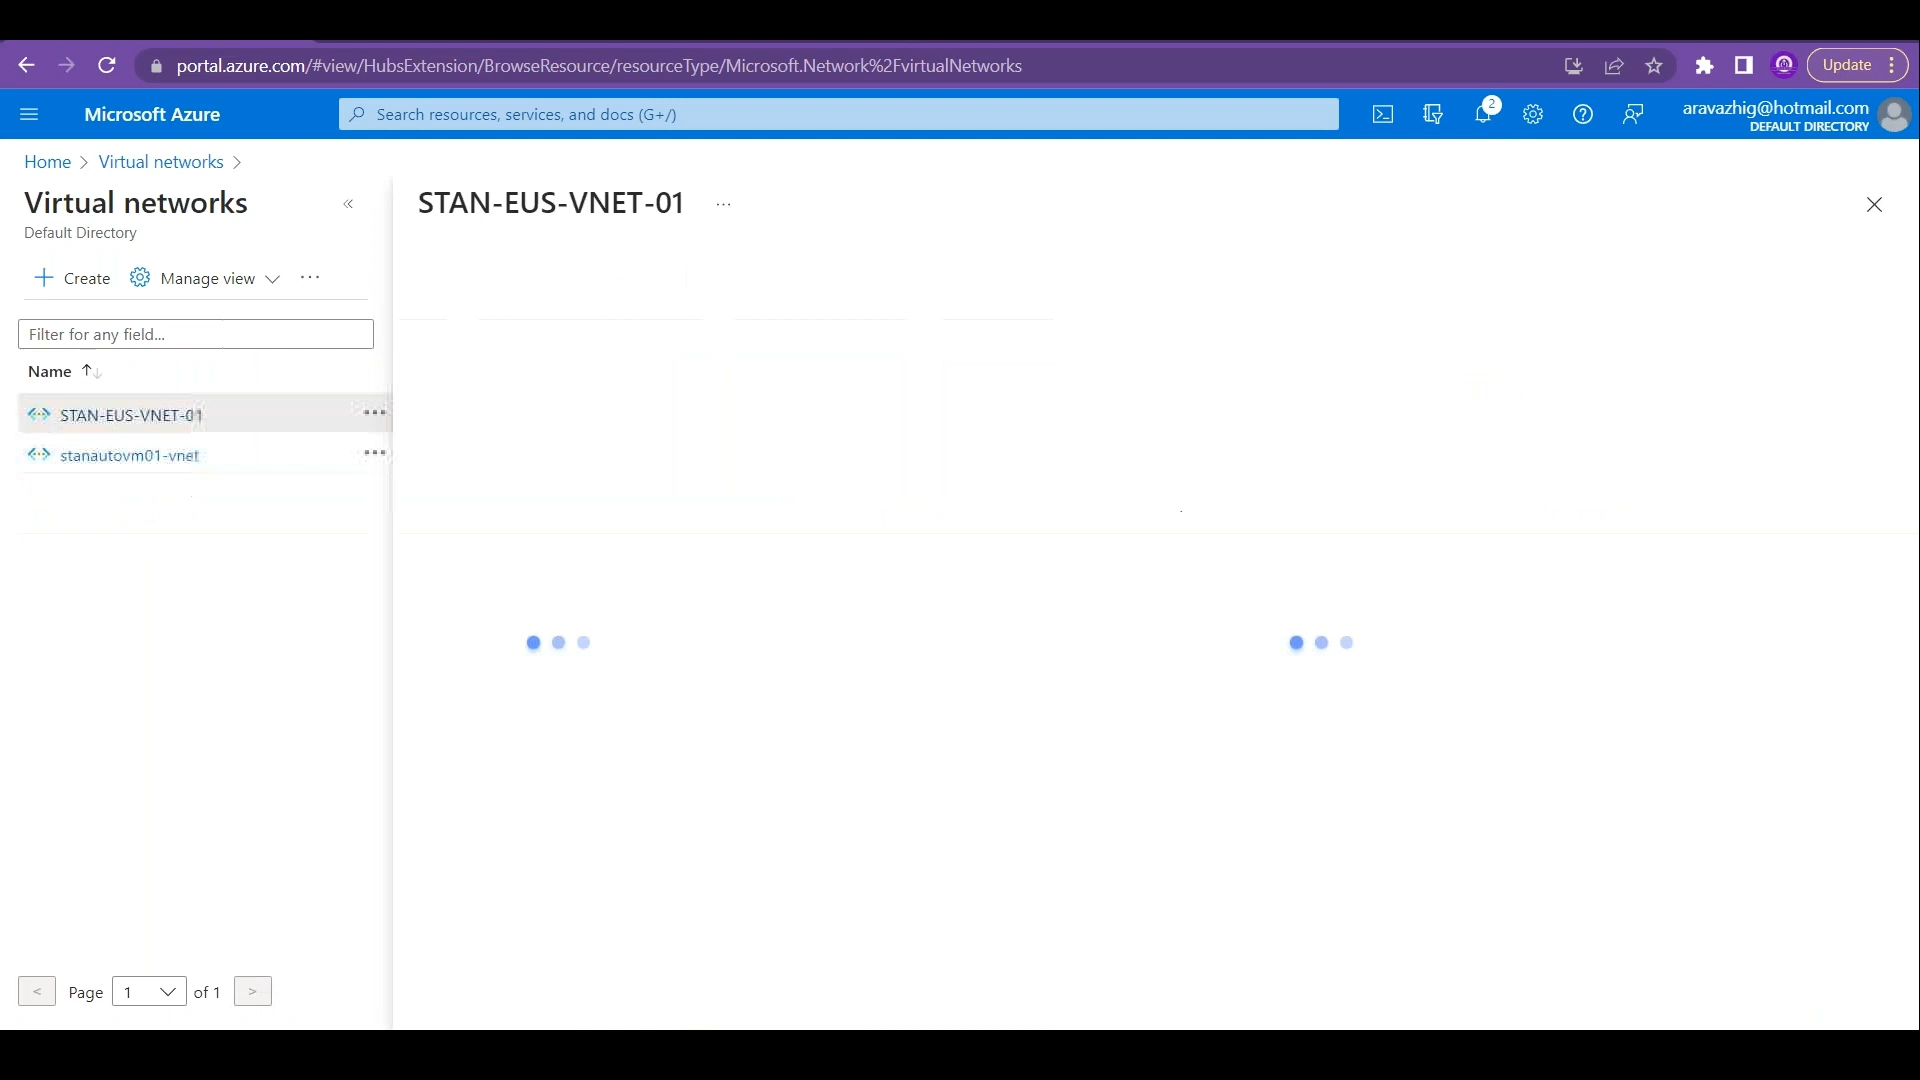 portal.azure.com/#view/HubsExtension/BrowseResource/resourceType/Microsoft.Network%2FvirtualNetworks
Update
Microsoft Azure
Search resources, services, and docs (G+/)
2
aravazhig@hotmail.com
DEFAULT DIRECTORY
Home > Virtual networks >
Virtual networks
«
Default Directory
STAN-EUS-VNET-01
...
+ Create
Manage view
...
Filter for any field...
Name ↑↓
STAN-EUS-VNET-01
stanautovm01-vnet
< Page 1 of 1 >